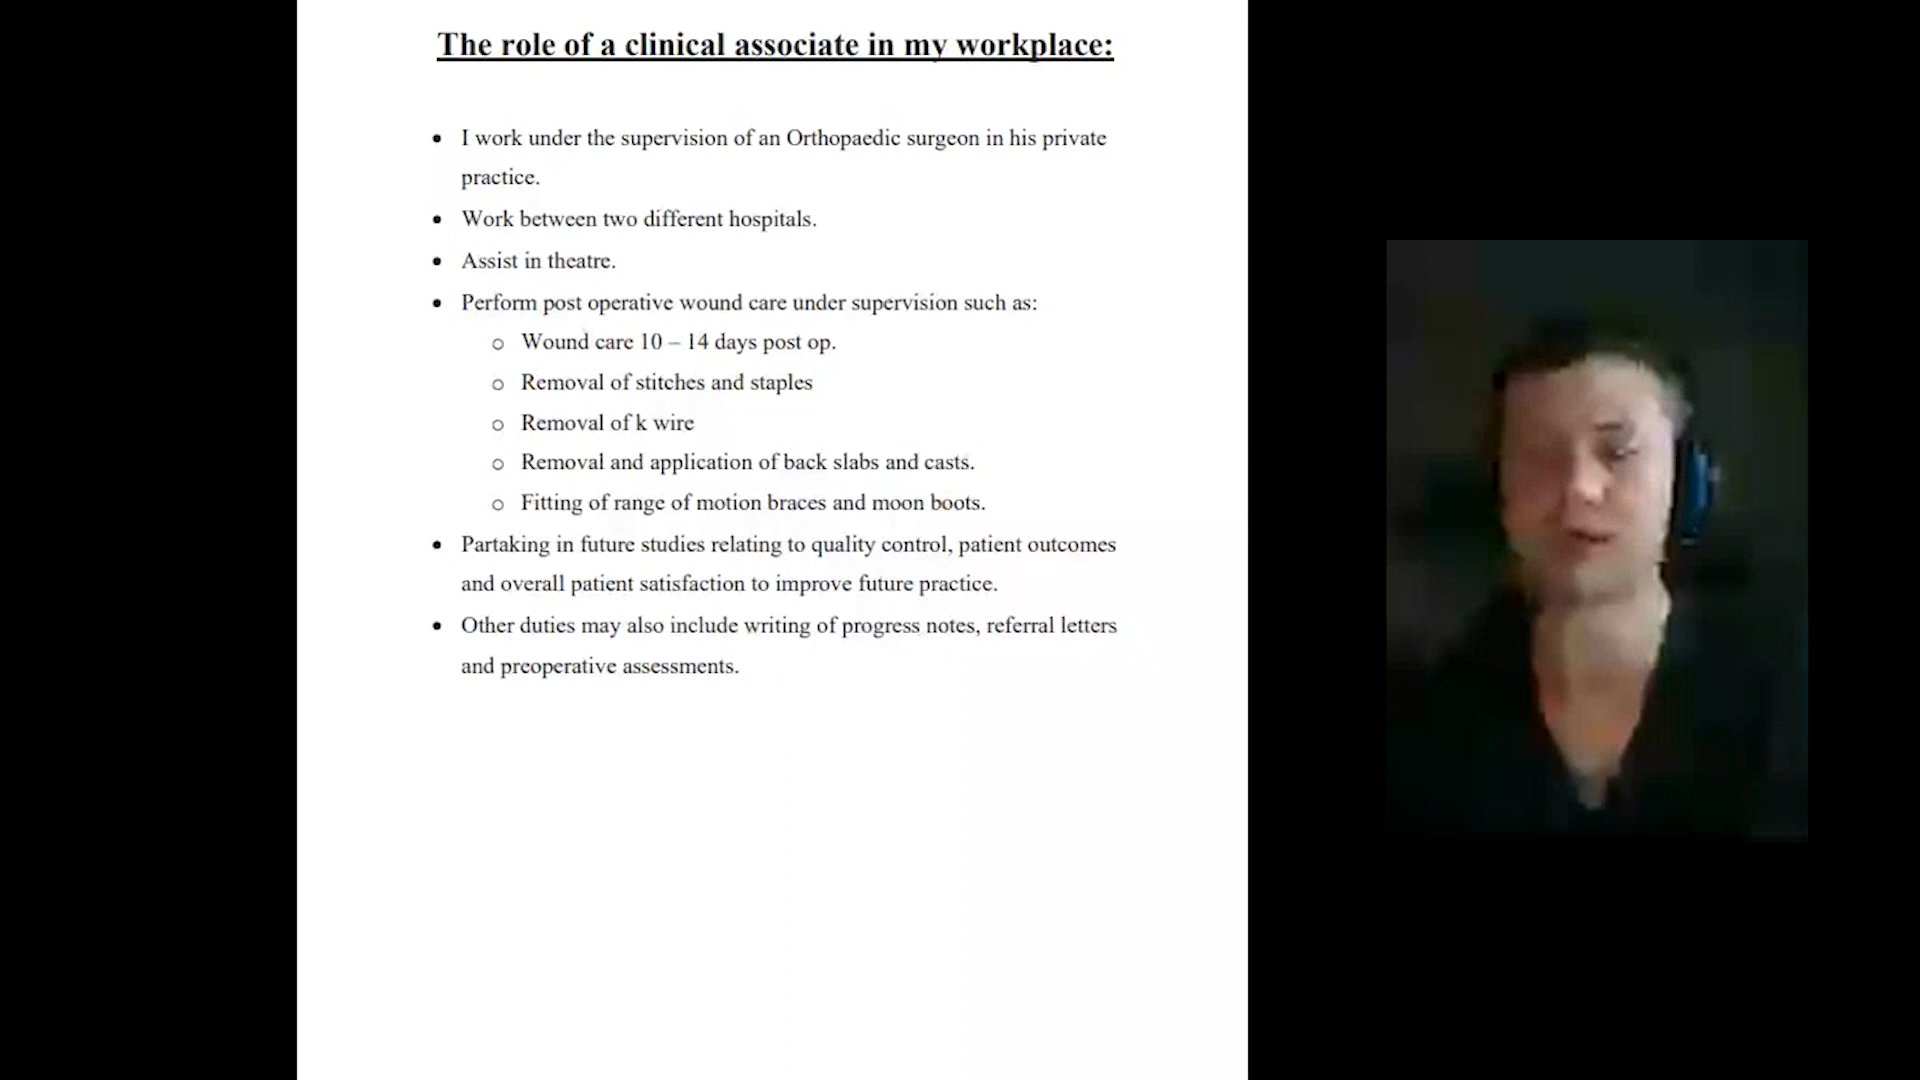 The role of a clinical associate in my workplace:
• I work under the supervision of an Orthopaedic surgeon in his private
practice.
• Work between two different hospitals.
• Assist in theatre.
• Perform post operative wound care under supervision such as:
o Wound care 10 – 14 days post op.
o Removal of stitches and staples
o Removal of k wire
o Removal and application of back slabs and casts.
o Fitting of range of motion braces and moon boots.
• Partaking in future studies relating to quality control, patient outcomes
and overall patient satisfaction to improve future practice.
• Other duties may also include writing of progress notes, referral letters
and preoperative assessments.